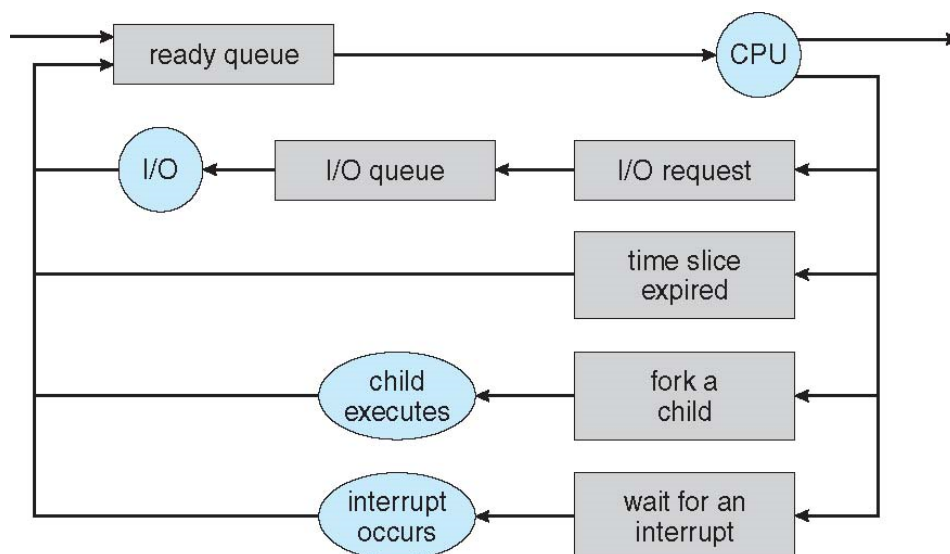 ready queue
CPU
I/O
I/O queue
I/O request
time slice
expired
child
executes
fork a
child
interrupt
occurs
wait for an
interrupt